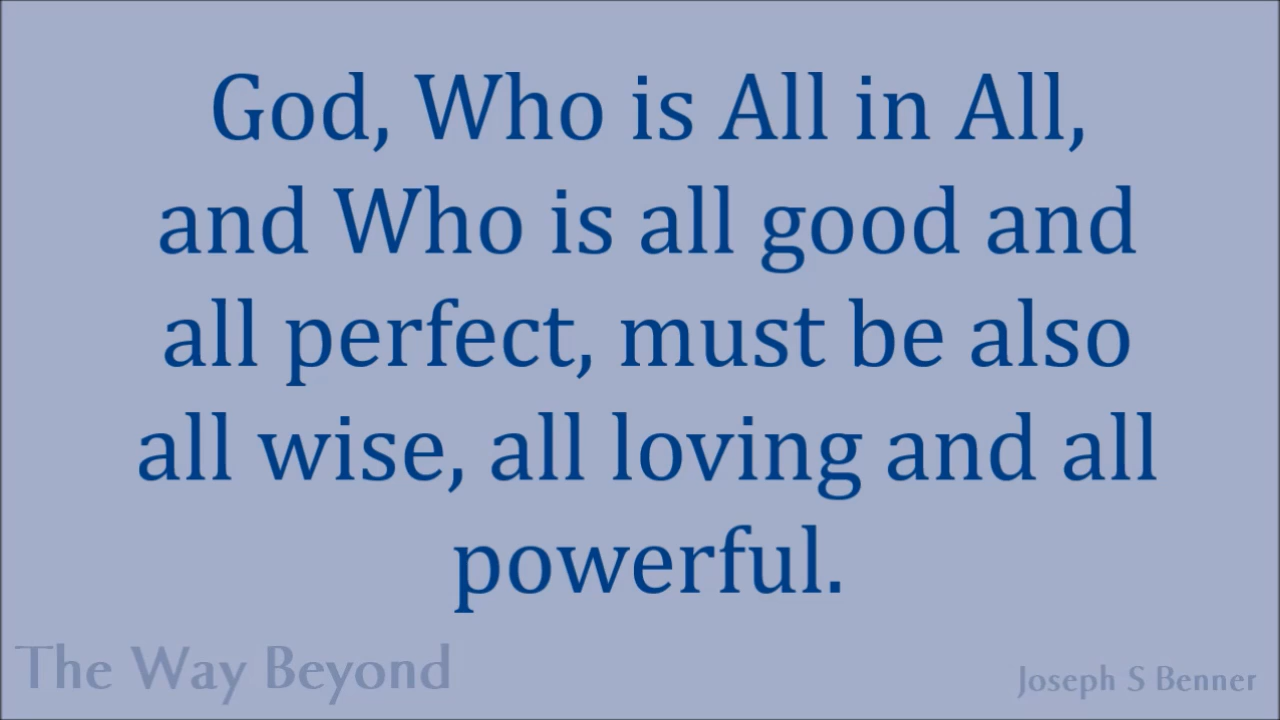 God, Who is All in All,
and Who is all good and
all perfect, must be also
all wise, all loving and all
powerful.
The Way Beyond
Joseph S Benner